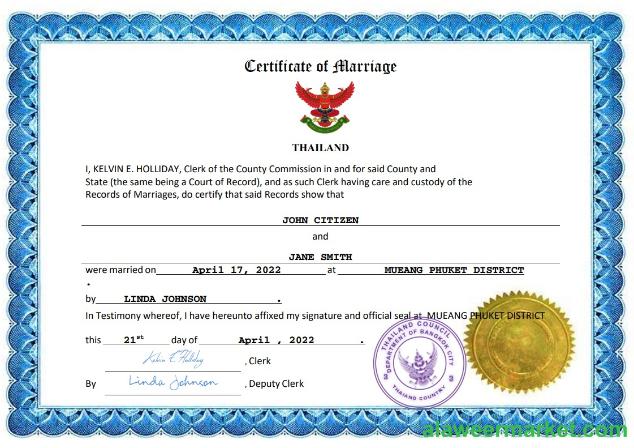 Certificate of Marriage
THAILAND
I, KELVIN E. HOLLIDAY, Clerk of the County Commission in and for said County and
State (the same being a Court of Record), and as such Clerk having care and custody of the
Records of Marriages, do certify that said Records show that
JOHN CITIZEN
and
JANE SMITH
were married on April 17, 2022 at MUEANG PHUKET DISTRICT
.
by LINDA JOHNSON .
In Testimony whereof, I have hereunto affixed my signature and official seal at MUEANG PHUKET DISTRICT
this 21st day of April , 2022 .
Kelvin E. Holliday , Clerk
By Linda Johnson , Deputy Clerk
THAILAND COUNCIL
DEPARTMENT OF BANGKOK CITY
THAIAND COUNTRY
alaweermarket.com